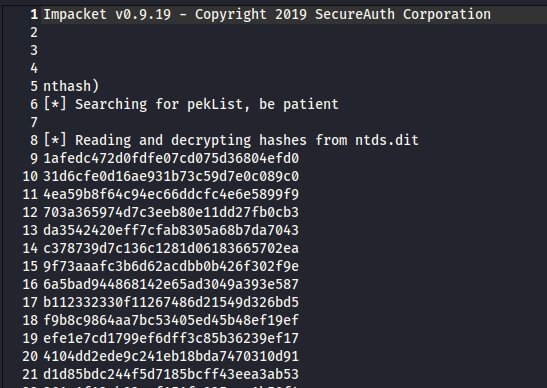 1 Impacket v0.9.19 - Copyright 2019 SecureAuth Corporation
2
3
4
5 nthash)
6 [*] Searching for pekList, be patient
7
8 [*] Reading and decrypting hashes from ntds.dit
9 1afedc472d0fdfe07cd075d36804efd0
10 31d6cfe0d16ae931b73c59d7e0c089c0
11 4ea59b8f64c94ec66ddcfc4e6e5899f9
12 703a365974d7c3eeb80e11dd27fb0cb3
13 da3542420eff7cfab8305a68b7da7043
14 c378739d7c136c1281d06183665702ea
15 9f73aaafc3b6d62acdbb0b426f302f9e
16 6a5bad944868142e65ad3049a393e587
17 b112332330f11267486d21549d326bd5
18 f9b8c9864aa7bc53405ed45b48ef19ef
19 efe1e7cd1799ef6dff3c85b36239ef17
20 4104dd2ede9c241eb18bda7470310d91
21 d1d85bdc244f5d7185bcff43eea3ab53